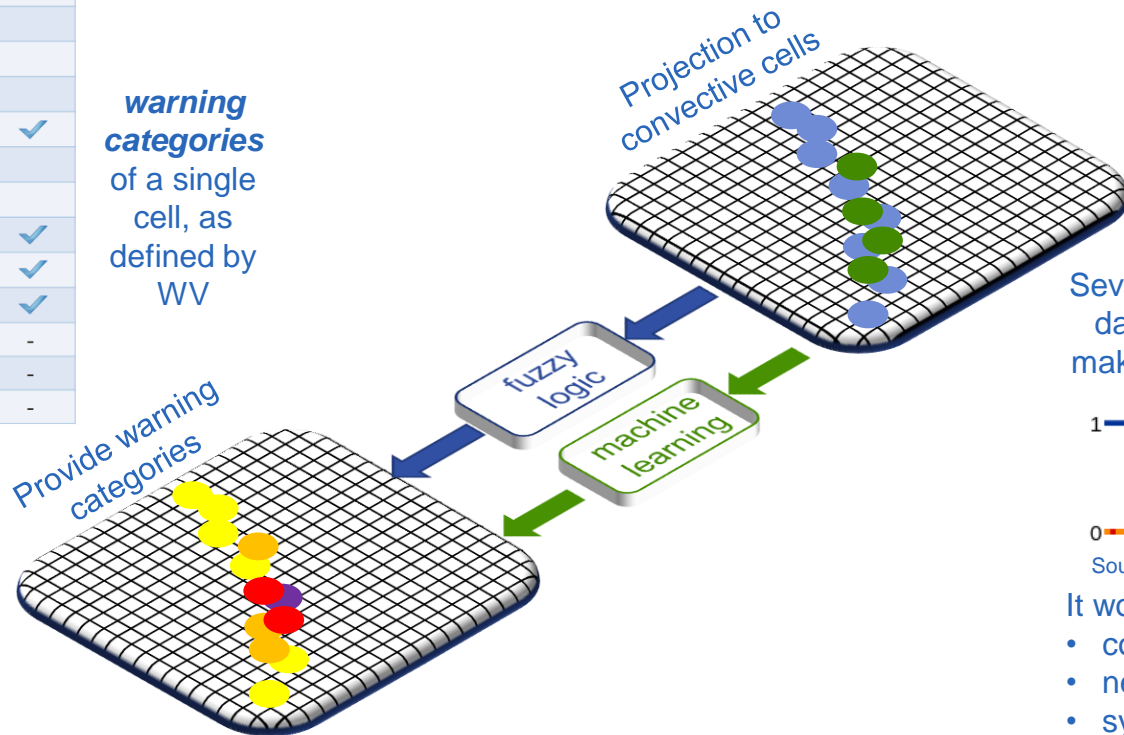 -
-
-
warning
categories
of a single
cell, as
defined by
WV
Projection to
convective cells
fuzzy
logic
machine
learning
Provide warning
categories
1
0
It